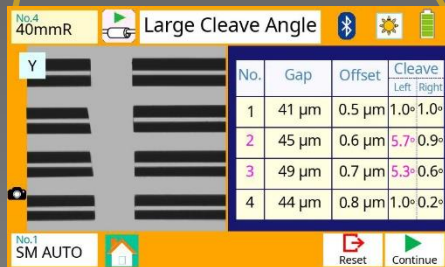 No.4
40mmR
Large Cleave Angle
Y
No. Gap Offset Cleave
Left Right
1 41 µm 0.5 µm 1.0° 1.0°
2 45 µm 0.6 µm 5.7° 0.9°
3 49 µm 0.7 µm 5.3° 0.6°
4 44 µm 0.8 µm 1.0° 0.2°
No.1
SM AUTO
Reset Continue